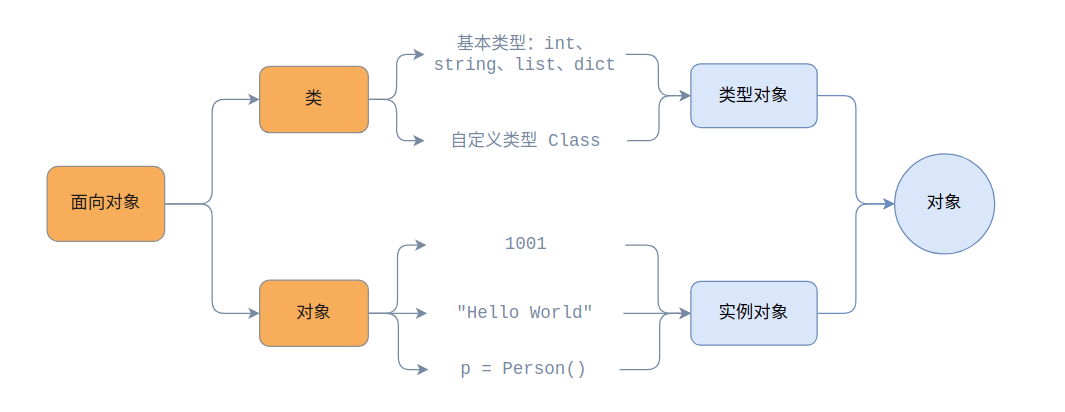 基本类型：int、
string、list、dict
类
类型对象
自定义类型 Class
面向对象
对象
1001
对象
"Hello World"
实例对象
p = Person()